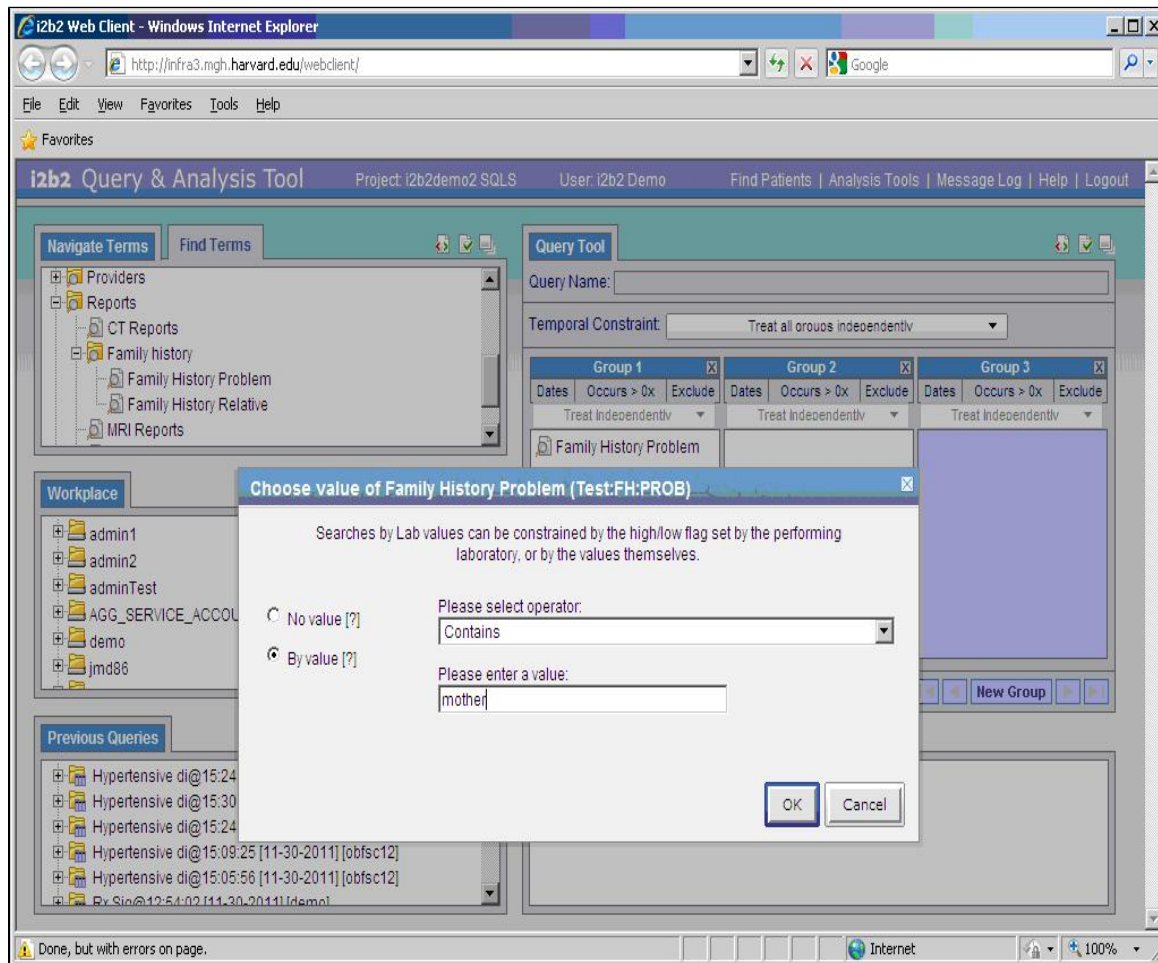 i2b2 Web Client - Windows Internet Explorer
http://infra3.mgh.harvard.edu/webclient/
Google
File Edit View Favorites Tools Help
Favorites
i2b2 Query & Analysis Tool Project: i2b2demo2 SQLS User: i2b2 Demo Find Patients | Analysis Tools | Message Log | Help | Logout
Navigate Terms Find Terms
Providers
Reports
CT Reports
Family history
Family History Problem
Family History Relative
MRI Reports
Query Tool
Query Name:
Temporal Constraint: Treat all groups independently
Group 1 X Group 2 X Group 3 X
Dates Occurs > 0x Exclude Dates Occurs > 0x Exclude Dates Occurs > 0x Exclude
Treat Independently Treat Independently Treat Independently
Family History Problem
Workplace
admin1
admin2
adminTest
AGG_SERVICE_ACCOU
demo
jmd86
Choose value of Family History Problem (Test:FH:PROB)
Searches by Lab values can be constrained by the high/low flag set by the performing
laboratory, or by the values themselves.
No value [?]
By value [?]
Please select operator:
Contains
Please enter a value:
mother
OK Cancel
New Group
Previous Queries
Hypertensive di@15:24
Hypertensive di@15:30
Hypertensive di@15:24
Hypertensive di@15:09:25 [11-30-2011] [obfsc12]
Hypertensive di@15:05:56 [11-30-2011] [obfsc12]
Rx Sig@12:54:02 [11-30-2011] [demo]
Done, but with errors on page. Internet 100%